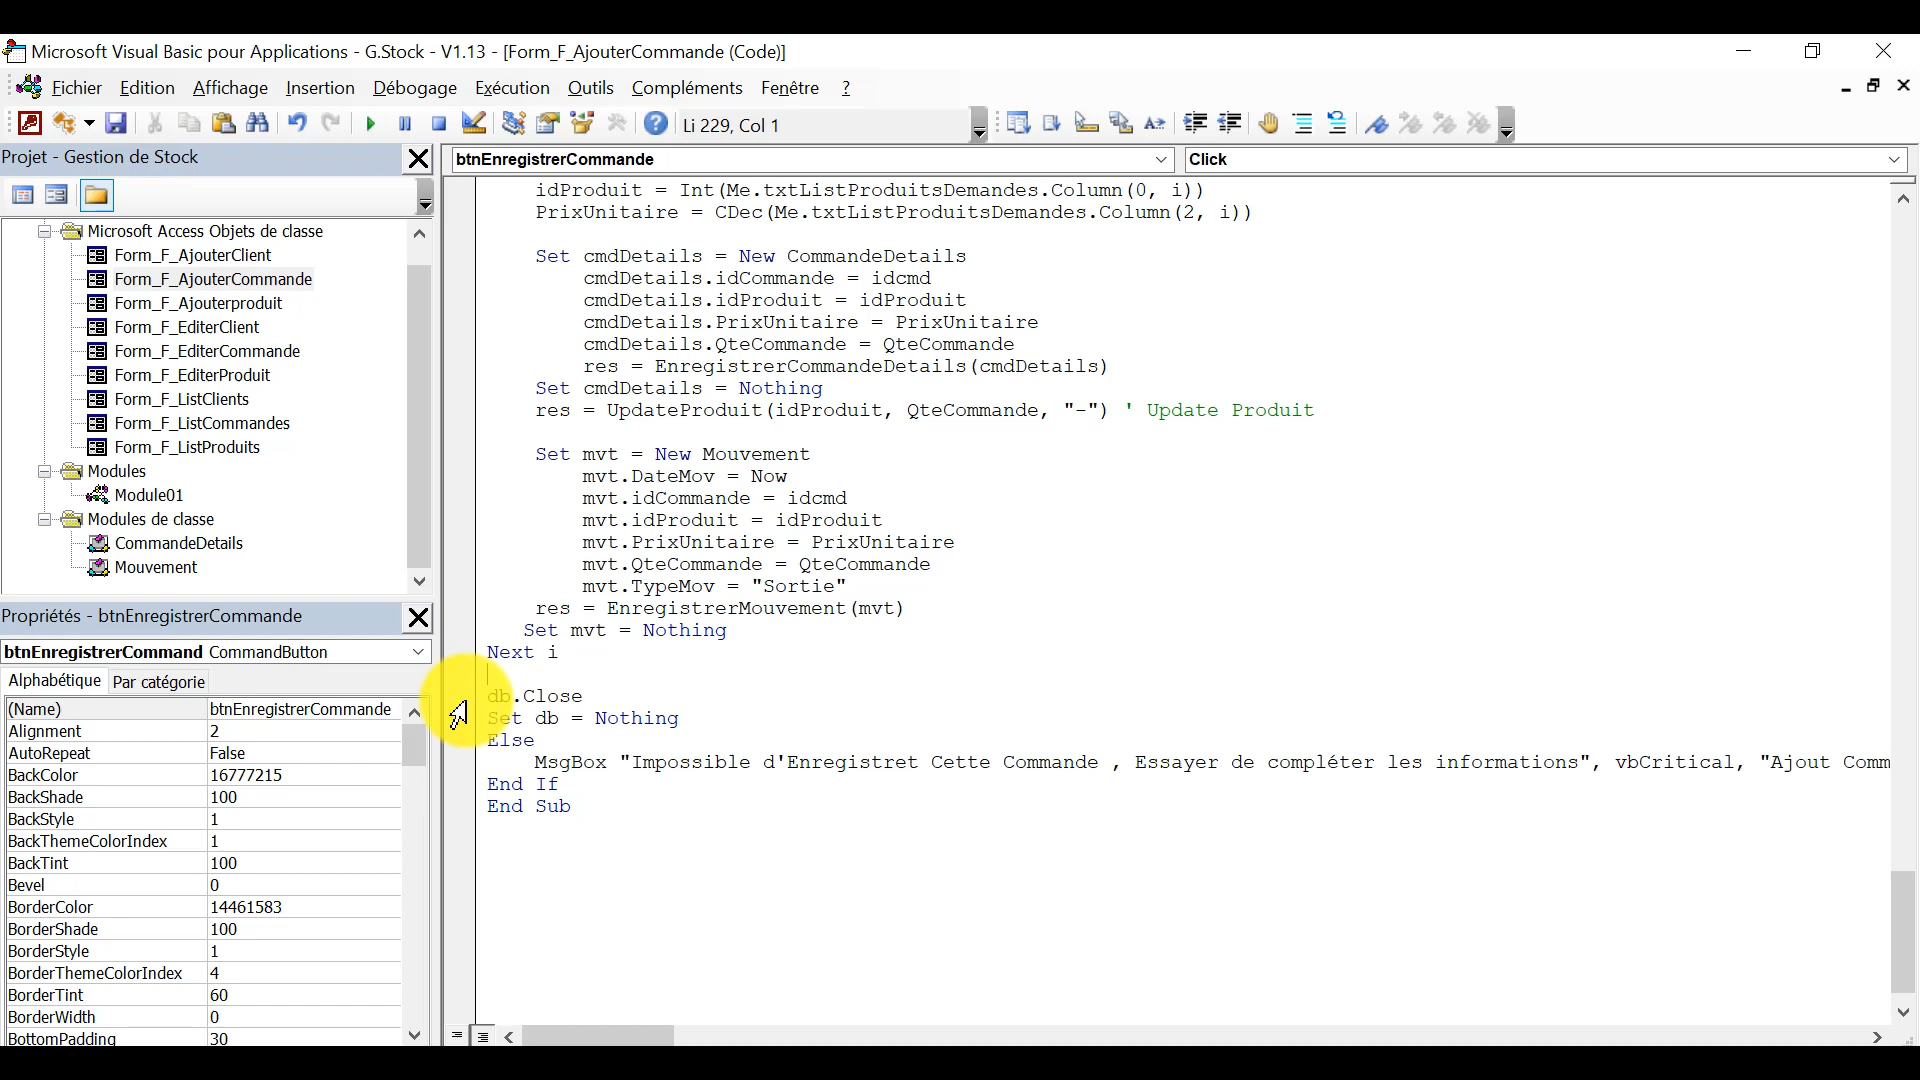 Microsoft Visual Basic pour Applications - G.Stock - V1.13 - [Form_F_AjouterCommande (Code)]
Fichier Edition Affichage Insertion Débogage Exécution Outils Compléments Fenêtre ?
Li 229, Col 1
Projet - Gestion de Stock
btnEnregistrerCommande
Click
Microsoft Access Objets de classe
Form_F_AjouterClient
Form_F_AjouterCommande
Form_F_Ajouterproduit
Form_F_EditerClient
Form_F_EditerCommande
Form_F_EditerProduit
Form_F_ListClients
Form_F_ListCommandes
Form_F_ListProduits
Modules
Module01
Modules de classe
CommandeDetails
Mouvement
Propriétés - btnEnregistrerCommande
btnEnregistrerCommand CommandButton
Alphabétique Par catégorie
(Name) btnEnregistrerCommande
Alignment 2
AutoRepeat False
BackColor 16777215
BackShade 100
BackStyle 1
BackThemeColorIndex 1
BackTint 100
Bevel 0
BorderColor 14461583
BorderShade 100
BorderStyle 1
BorderThemeColorIndex 4
BorderTint 60
BorderWidth 0
BottomPadding 30
idProduit = Int(Me.txtListProduitsDemandes.Column(0, i))
PrixUnitaire = CDec(Me.txtListProduitsDemandes.Column(2, i))
Set cmdDetails = New CommandeDetails
cmdDetails.idCommande = idcmd
cmdDetails.idProduit = idProduit
cmdDetails.PrixUnitaire = PrixUnitaire
cmdDetails.QteCommande = QteCommande
res = EnregistrerCommandeDetails(cmdDetails)
Set cmdDetails = Nothing
res = UpdateProduit(idProduit, QteCommande, "-") ' Update Produit
Set mvt = New Mouvement
mvt.DateMov = Now
mvt.idCommande = idcmd
mvt.idProduit = idProduit
mvt.PrixUnitaire = PrixUnitaire
mvt.QteCommande = QteCommande
mvt.TypeMov = "Sortie"
res = EnregistrerMouvement(mvt)
Set mvt = Nothing
Next i
db.Close
Set db = Nothing
Else
MsgBox "Impossible d'Enregistret Cette Commande , Essayer de compléter les informations", vbCritical, "Ajout Comm
End If
End Sub